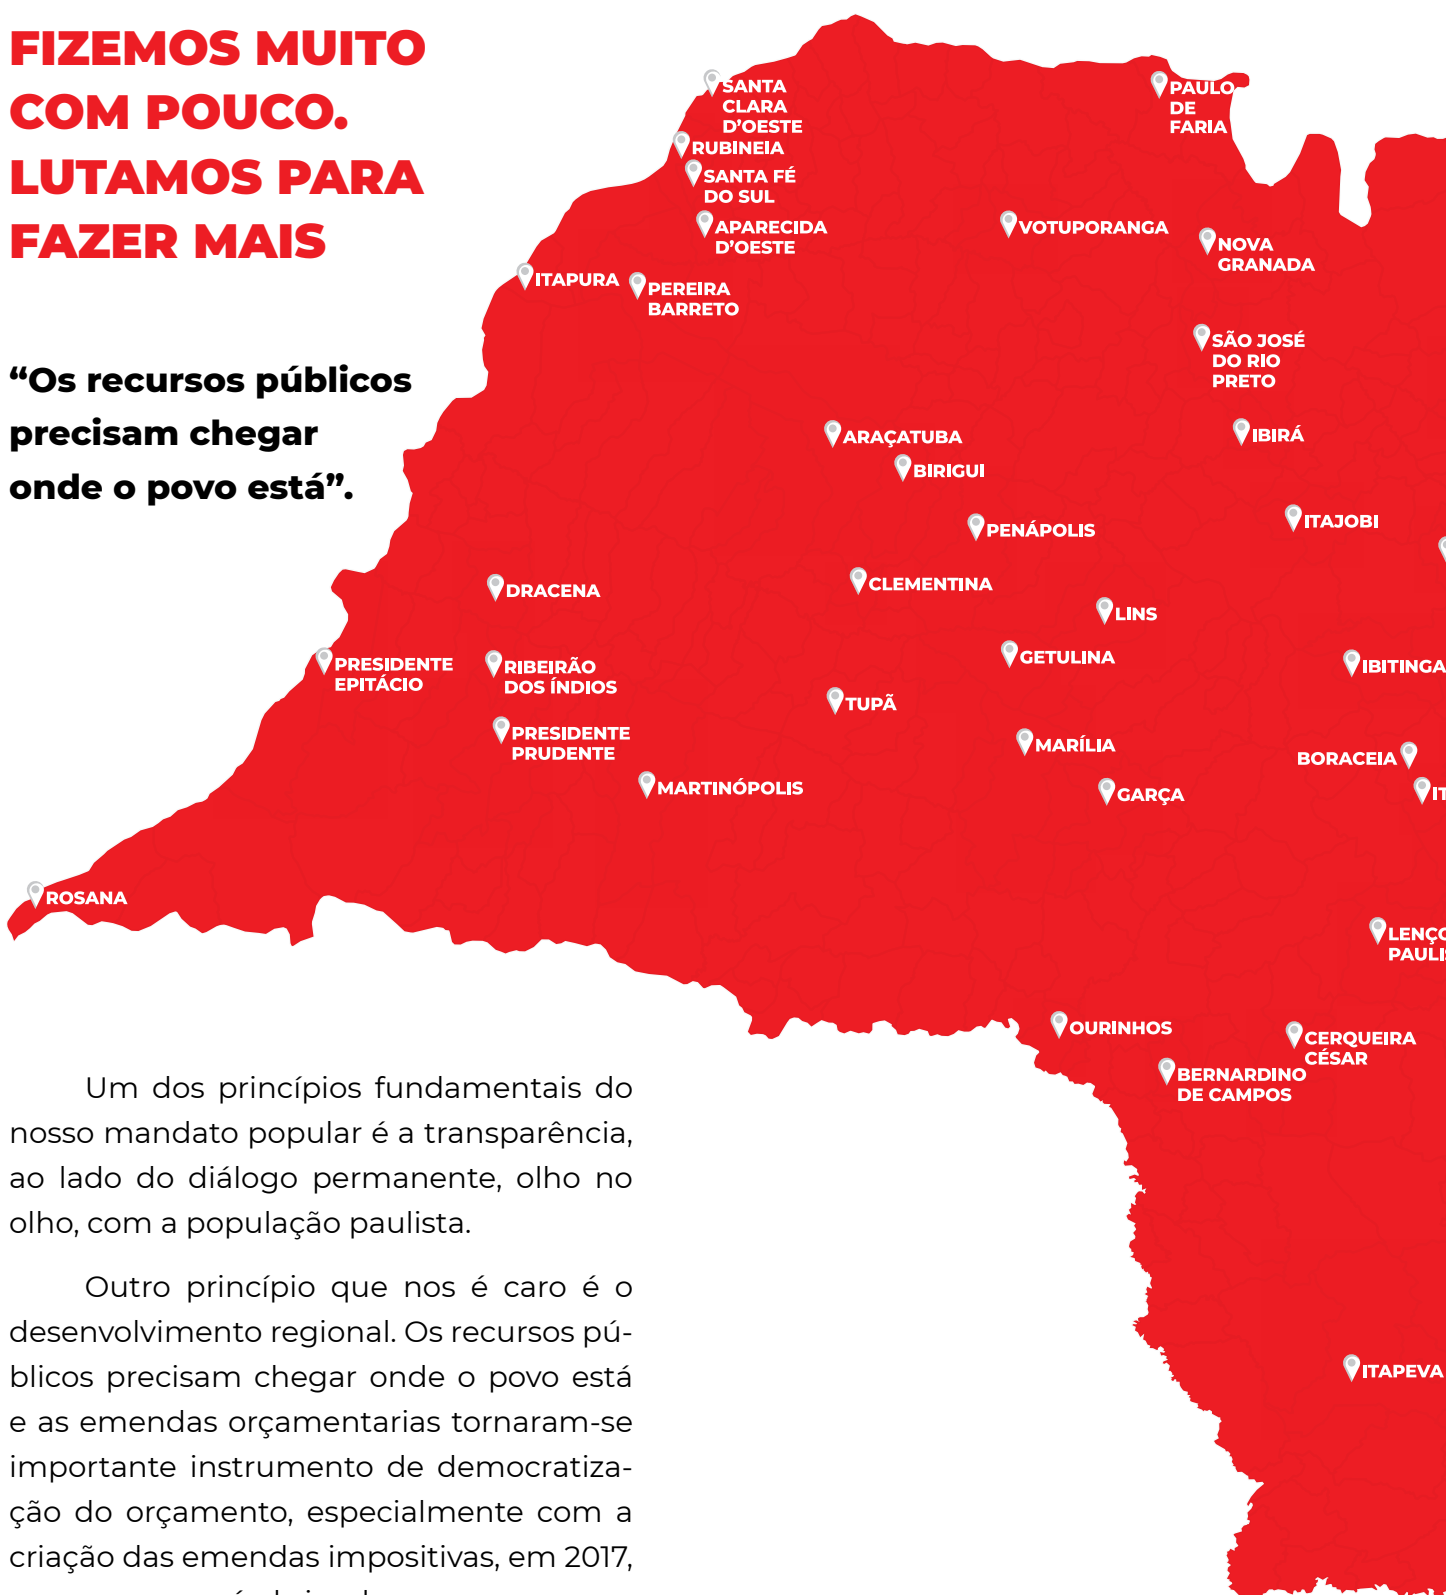 FIZEMOS MUITO
COM POUCO.
LUTAMOS PARA
FAZER MAIS
“Os recursos públicos
precisam chegar
onde o povo está”.
SANTA
CLARA
D’OESTE
RUBINEIA
SANTA FÉ
DO SUL
APARECIDA
D’OESTE
ITAPURA
PEREIRA
BARRETO
PAULO
DE
FARIA
VOTUPORANGA
NOVA
GRANADA
SÃO JOSÉ
DO RIO
PRETO
IBIRÁ
ARAÇATUBA
BIRIGUI
PENÁPOLIS
ITAJOBI
DRACENA
CLEMENTINA
LINS
PRESIDENTE
EPITÁCIO
RIBEIRÃO
DOS ÍNDIOS
GETULINA
IBITINGA
TUPÃ
PRESIDENTE
PRUDENTE
MARÍLIA
BORACEIA
MARTINÓPOLIS
GARÇA
IT
ROSANA
LENÇO
PAULIS
OURINHOS
CERQUEIRA
CÉSAR
BERNARDINO
DE CAMPOS
ITAPEVA
Um dos princípios fundamentais do
nosso mandato popular é a transparência,
ao lado do diálogo permanente, olho no
olho, com a população paulista.
Outro princípio que nos é caro é o
desenvolvimento regional. Os recursos pú-
blicos precisam chegar onde o povo está
e as emendas orçamentarias tornaram-se
importante instrumento de democratiza-
ção do orçamento, especialmente com a
criação das emendas impositivas, em 2017,